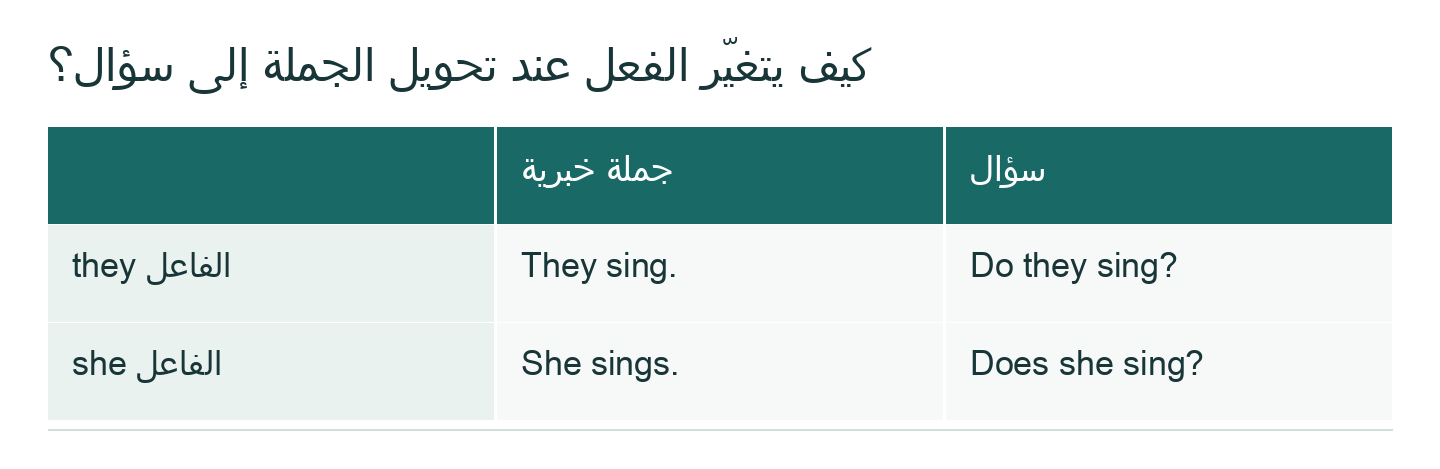 كيف يتغيّر الفعل عند تحويل الجملة إلى سؤال؟
جملة خبرية
سؤال
they الفاعل
They sing.
Do they sing?
she الفاعل
She sings.
Does she sing?